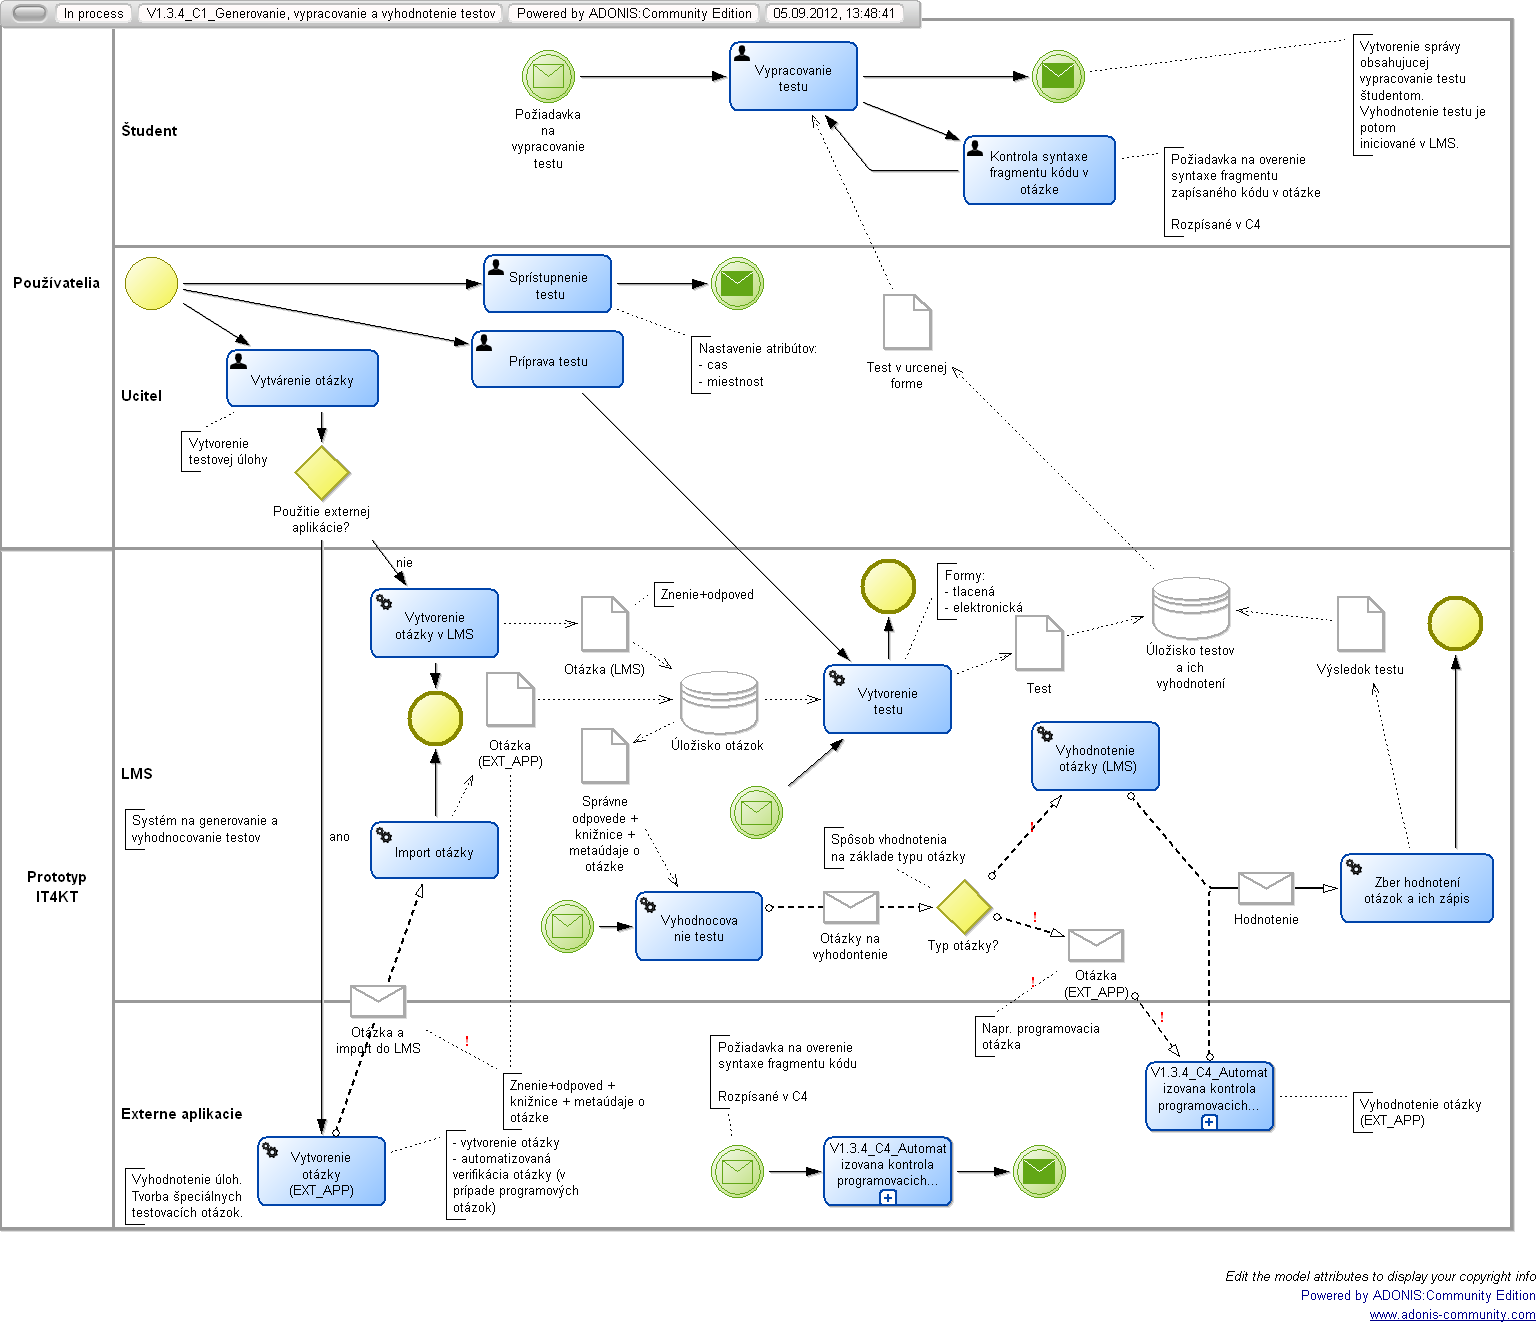 In process
V1.3.4_C1_Generovanie, vypracovanie a vyhodnotenie testov
Powered by ADONIS:Community Edition
05.09.2012, 13:48:41
Používatelia
Študent
Požiadavka
na
vypracovanie
testu
Vypracovanie
testu
Kontrola syntaxe
fragmentu kódu v
otázke
Vytvorenie správy
obsahujucej
vypracovanie testu
študentom.
Vyhodnotenie testu je
potom
iniciované v LMS.
Požiadavka na overenie
syntaxe fragmentu
zapísaného kódu v otázke
Rozpísané v C4
Ucitel
Sprístupnenie
testu
Príprava testu
Vytvárenie otázky
Nastavenie atribútov:
- cas
- miestnost
Test v urcenej
forme
Vytvorenie
testovej úlohy
Použitie externej
aplikácie?
nie
ano
Prototyp
IT4KT
LMS
Systém na generovanie a
vyhodnocovanie testov
Vytvorenie
otázky v LMS
Znenie+odpoved
Otázka (LMS)
Otázka
(EXT_APP)
Úložisko otázok
Správne
odpovede +
knižnice +
metaúdaje o
otázke
Import otázky
Vytvorenie
testu
Formy:
- tlacená
- elektronická
Test
Úložisko testov
a ich
vyhodnotení
Výsledok testu
Vyhodnotenie
otázky (LMS)
Spôsob vhodnotenia
na základe typu otázky
Vyhodnocova
nie testu
Otázky na
vyhodontenie
Typ otázky?
!
!
!
Otázka
(EXT_APP)
Hodnotenie
Zber hodnotení
otázok a ich zápis
Externe aplikacie
Otázka a
import do LMS
!
Znenie+odpoved +
knižnice + metaúdaje o
otázke
Vytvorenie
otázky
(EXT_APP)
- vytvorenie otázky
- automatizovaná
verifikácia otázky (v
prípade programových
otázok)
Vyhodnotenie úloh.
Tvorba špeciálnych
testovacích otázok.
Požiadavka na overenie
syntaxe fragmentu kódu
Rozpísané v C4
V1.3.4_C4_Automat
izovana kontrola
programovacich...
Napr. programovacia
otázka
!
V1.3.4_C4_Automat
izovana kontrola
programovacich...
Vyhodnotenie otázky
(EXT_APP)
Edit the model attributes to display your copyright info
Powered by ADONIS:Community Edition
www.adonis-community.com